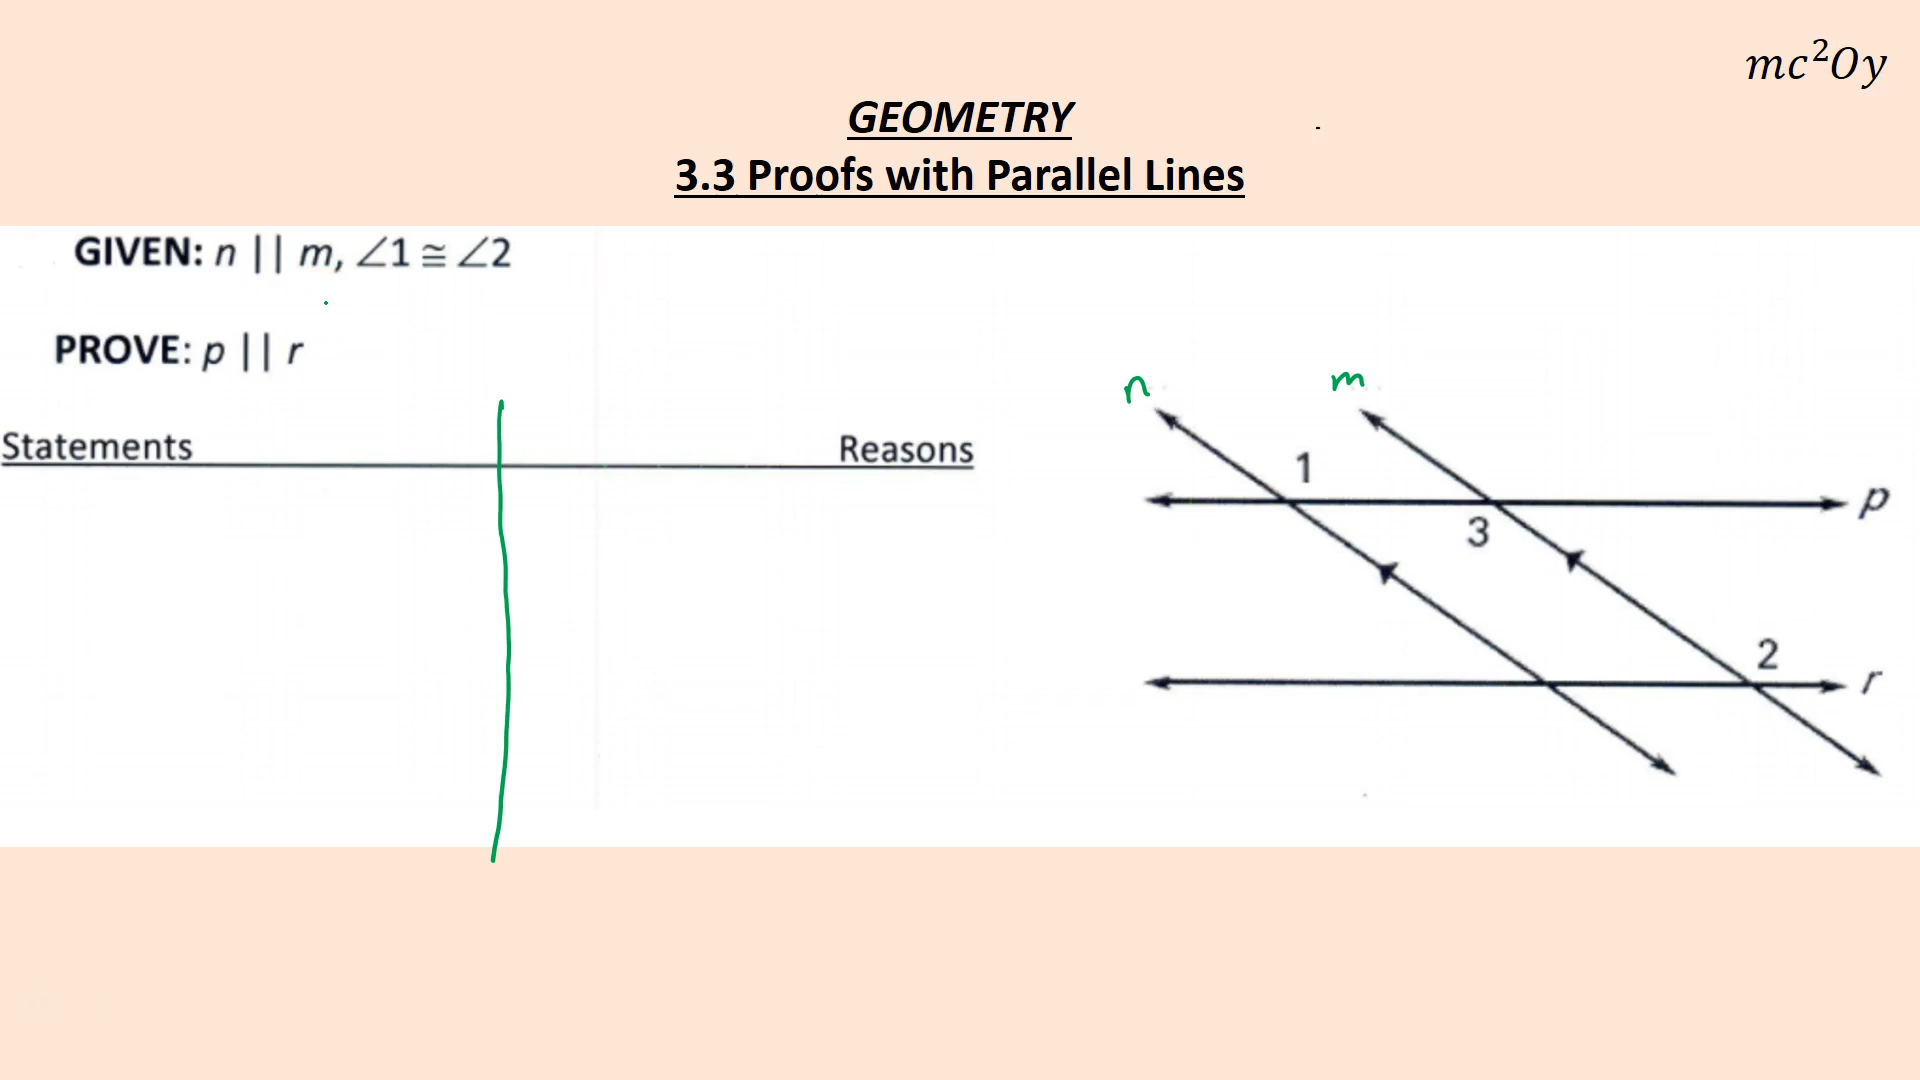 mc²Oy
GEOMETRY
3.3 Proofs with Parallel Lines
GIVEN: n || m, ∠1 ≅ ∠2
PROVE: p || r
Statements Reasons
n m
1
p
3
2
r